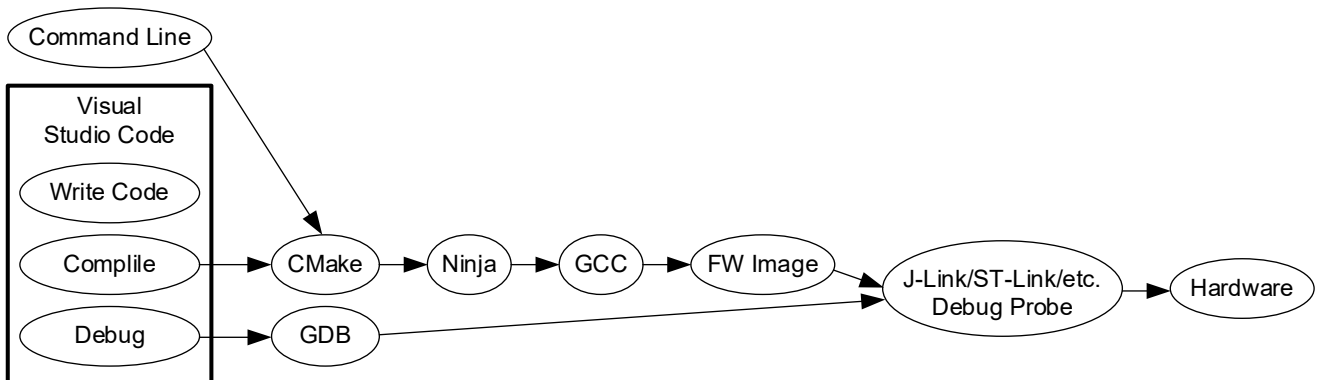 Command Line
Visual
Studio Code
Write Code
Complile
CMake
Ninja
GCC
FW Image
J-Link/ST-Link/etc.
Debug Probe
Hardware
Debug
GDB